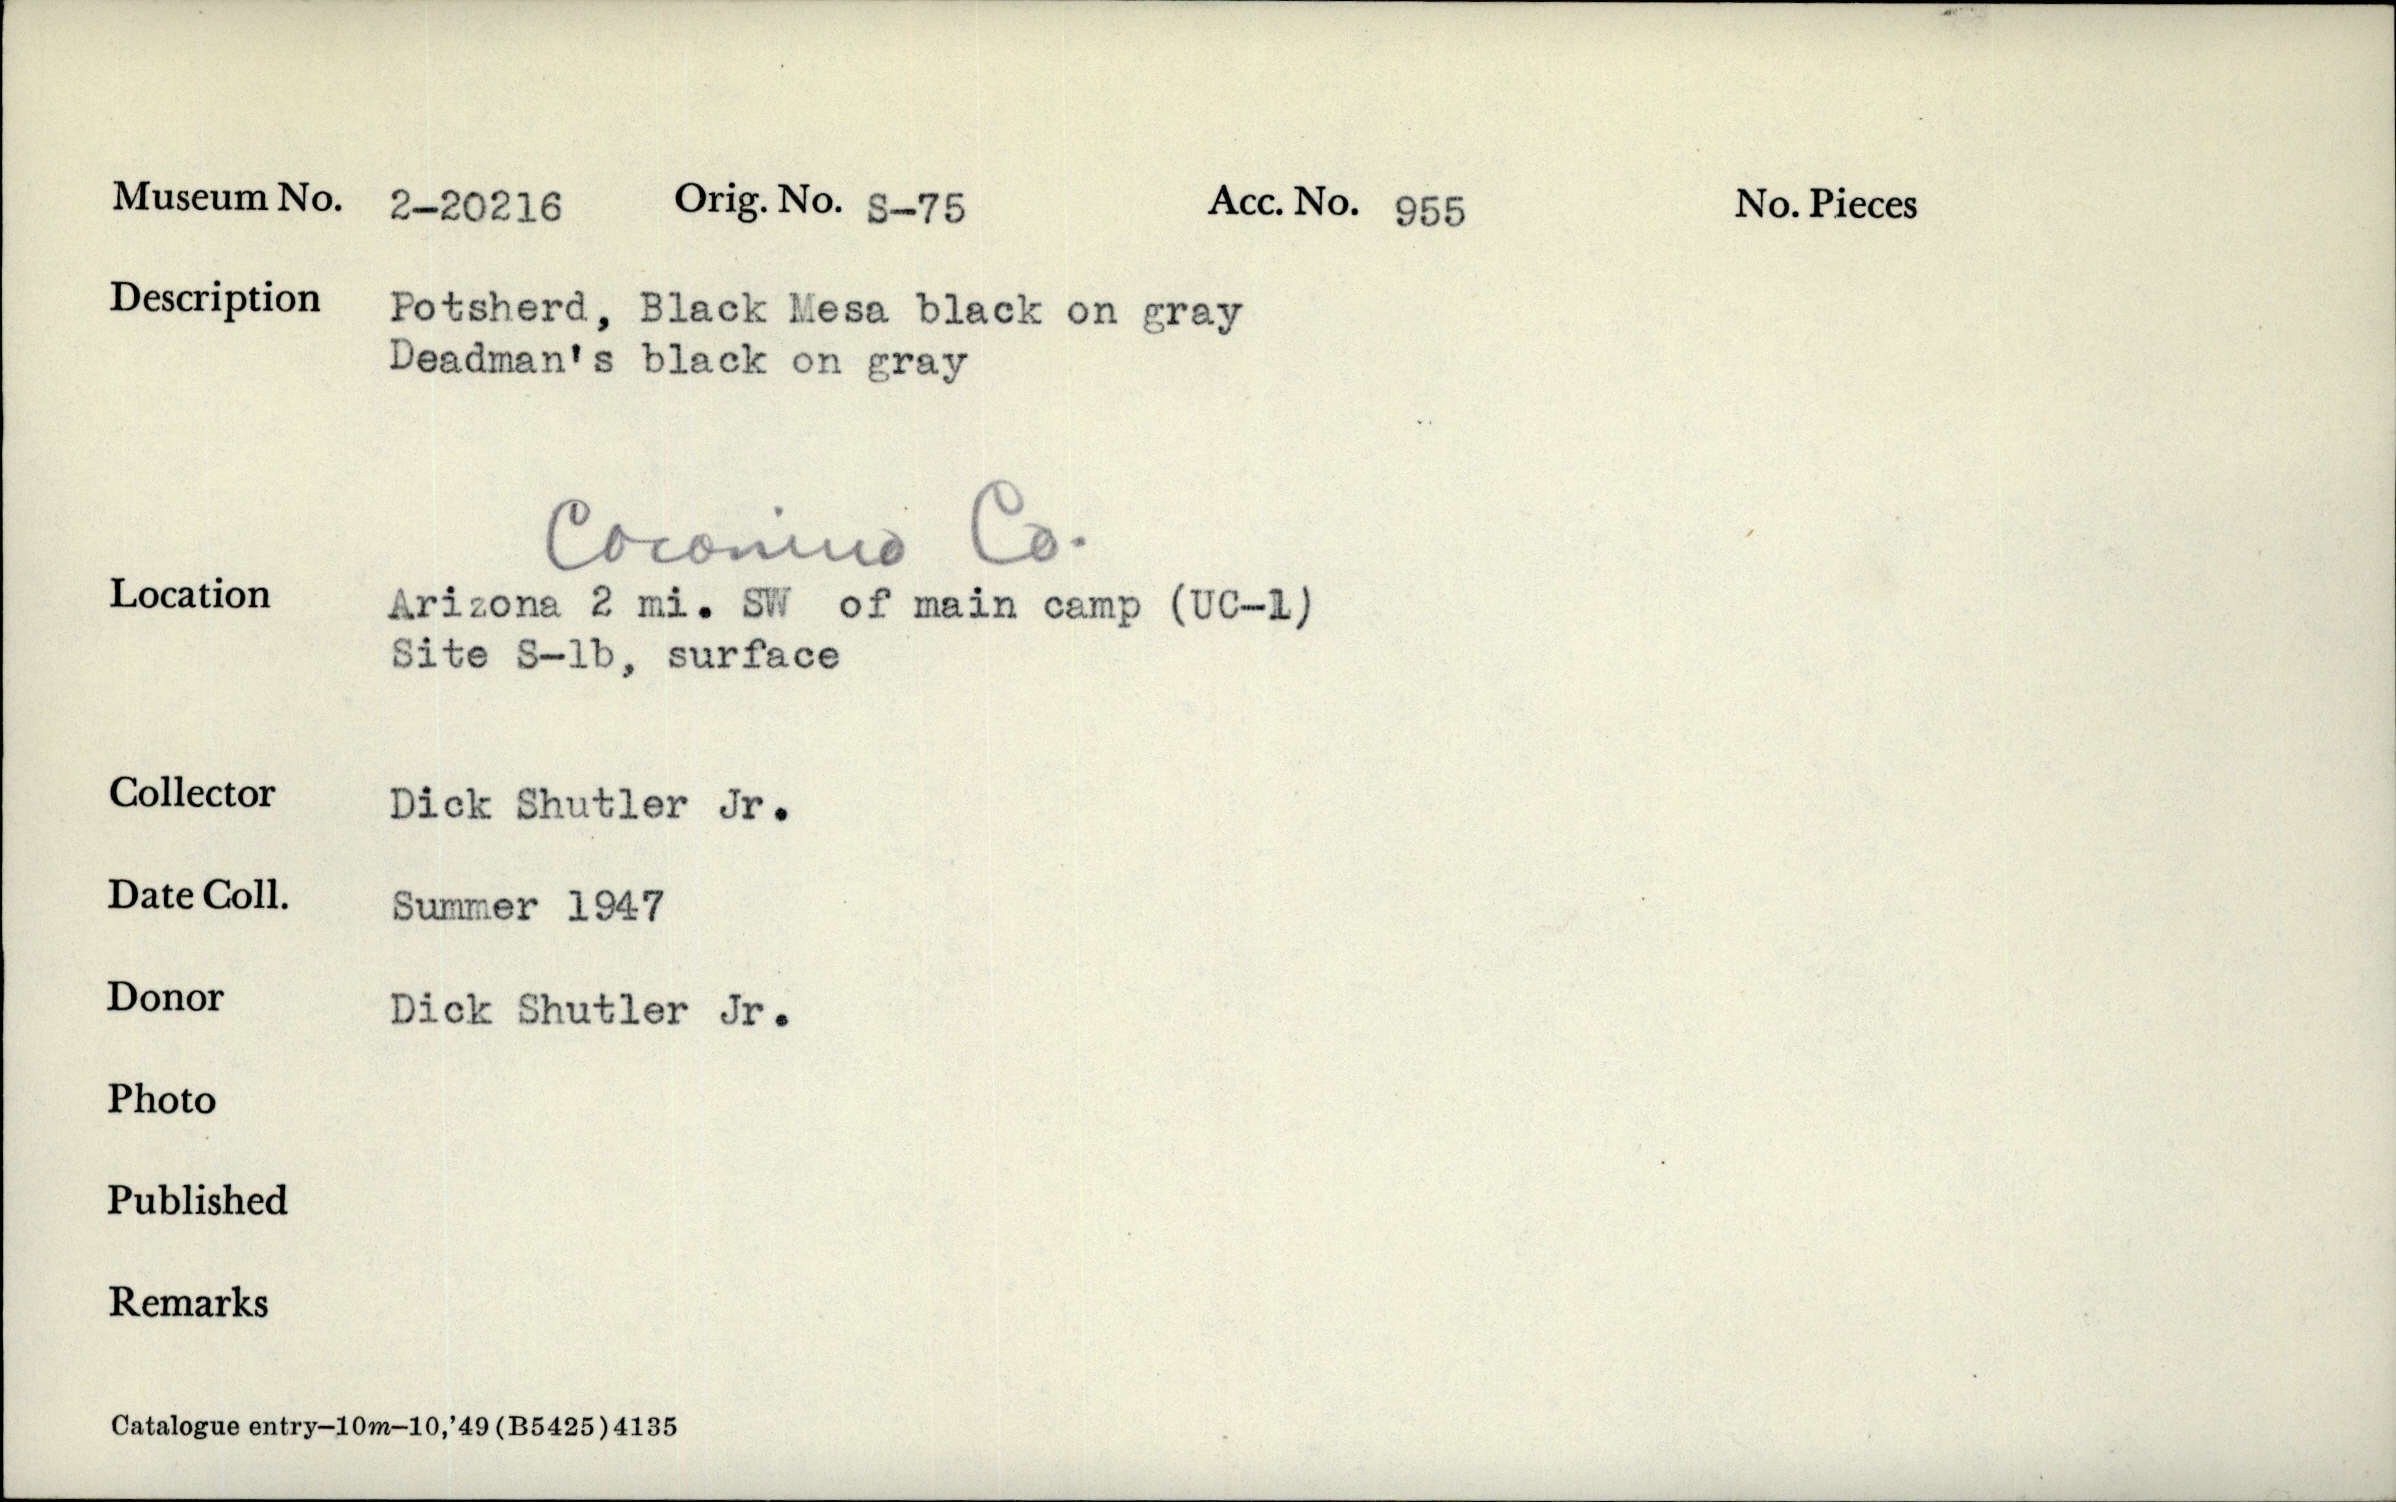 Museum No. 2-20216 Orig. No. S-75 Acc. No. 955 No. Pieces
Description Potsherd, Black Mesa black on gray
Deadman's black on gray
Coconino Co.
Location Arizona 2 mi. SW of main camp (UC-1)
Site S-1b, surface
Collector Dick Shutler Jr.
Date Coll. Summer 1947
Donor Dick Shutler Jr.
Photo
Published
Remarks
Catalogue entry—10m—10,'49 (B5425) 4135